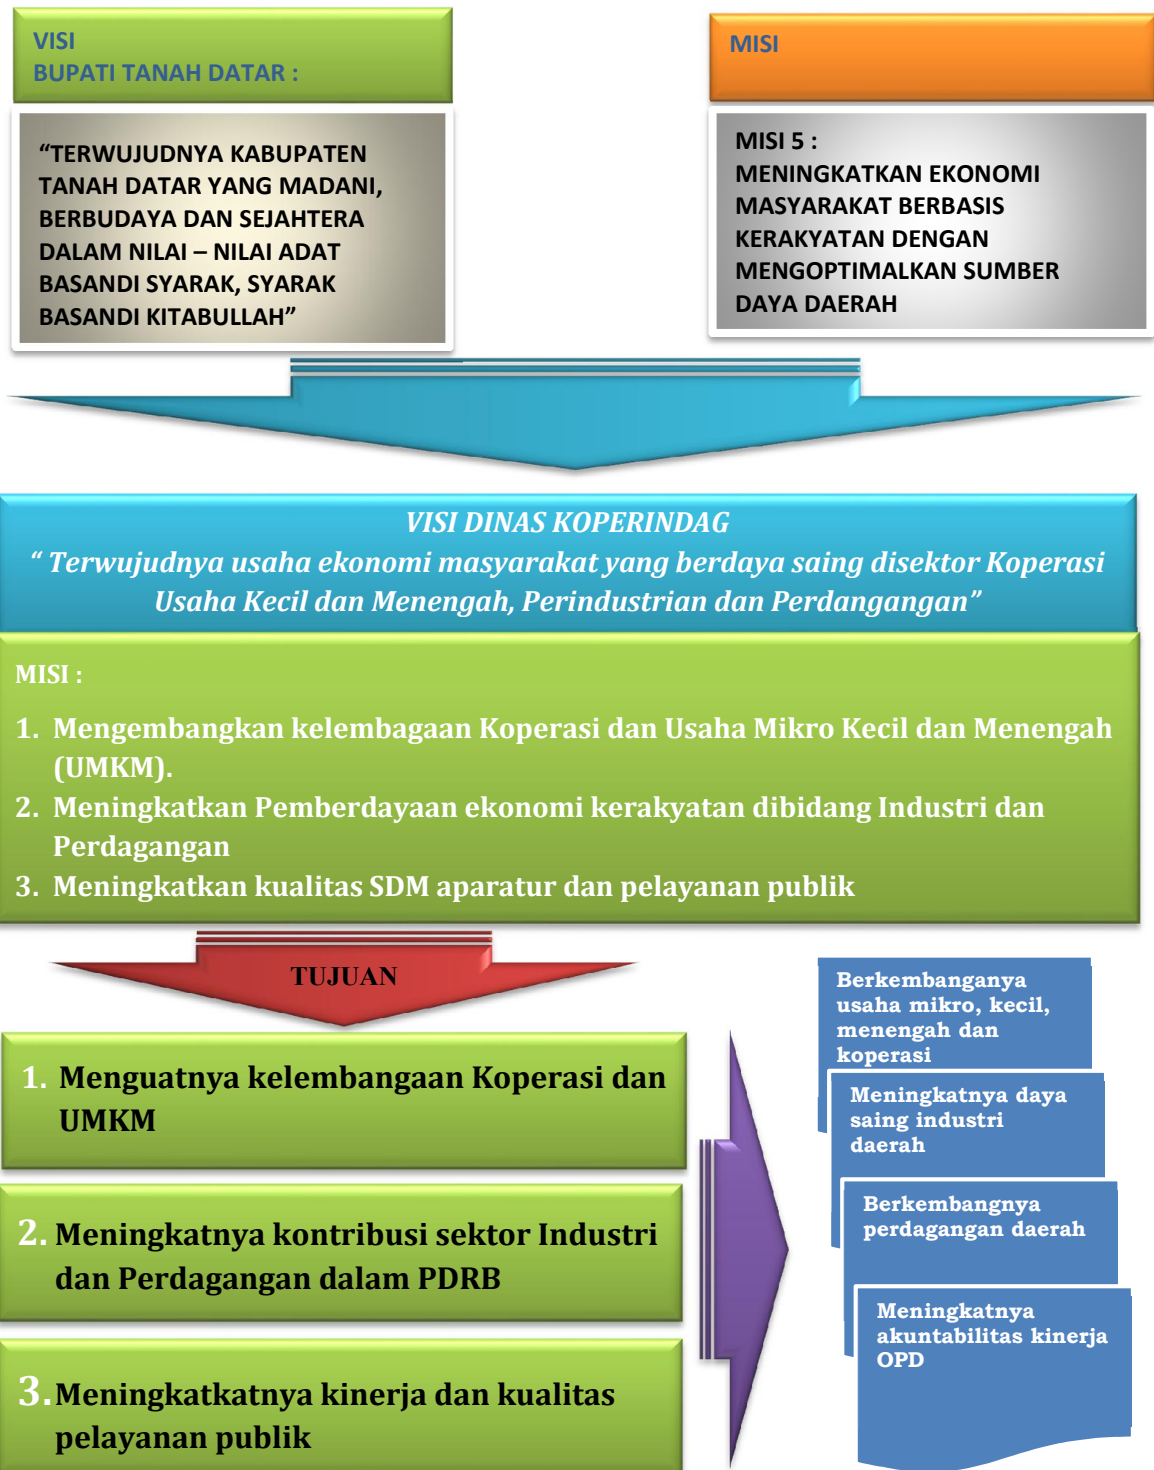 VISI
BUPATI TANAH DATAR :
“TERWUJUDNYA KABUPATEN
TANAH DATAR YANG MADANI,
BERBUDAYA DAN SEJAHTERA
DALAM NILAI – NILAI ADAT
BASANDI SYARAK, SYARAK
BASANDI KITABULLAH”
MISI
MISI 5 :
MENINGKATKAN EKONOMI
MASYARAKAT BERBASIS
KERAKYATAN DENGAN
MENGOPTIMALKAN SUMBER
DAYA DAERAH
VISI DINAS KOPERINDAG
“ Terwujudnya usaha ekonomi masyarakat yang berdaya saing disektor Koperasi
Usaha Kecil dan Menengah, Perindustrian dan Perdangangan”
MISI :
1. Mengembangkan kelembagaan Koperasi dan Usaha Mikro Kecil dan Menengah
(UMKM).
2. Meningkatkan Pemberdayaan ekonomi kerakyatan dibidang Industri dan
Perdagangan
3. Meningkatkan kualitas SDM aparatur dan pelayanan publik
TUJUAN
1. Menguatnya kelembangaan Koperasi dan
UMKM
2. Meningkatnya kontribusi sektor Industri
dan Perdagangan dalam PDRB
3. Meningkatkatnya kinerja dan kualitas
pelayanan publik
Berkembanganya
usaha mikro, kecil,
menengah dan
koperasi
Meningkatnya daya
saing industri
daerah
Berkembangnya
perdagangan daerah
Meningkatnya
akuntabilitas kinerja
OPD